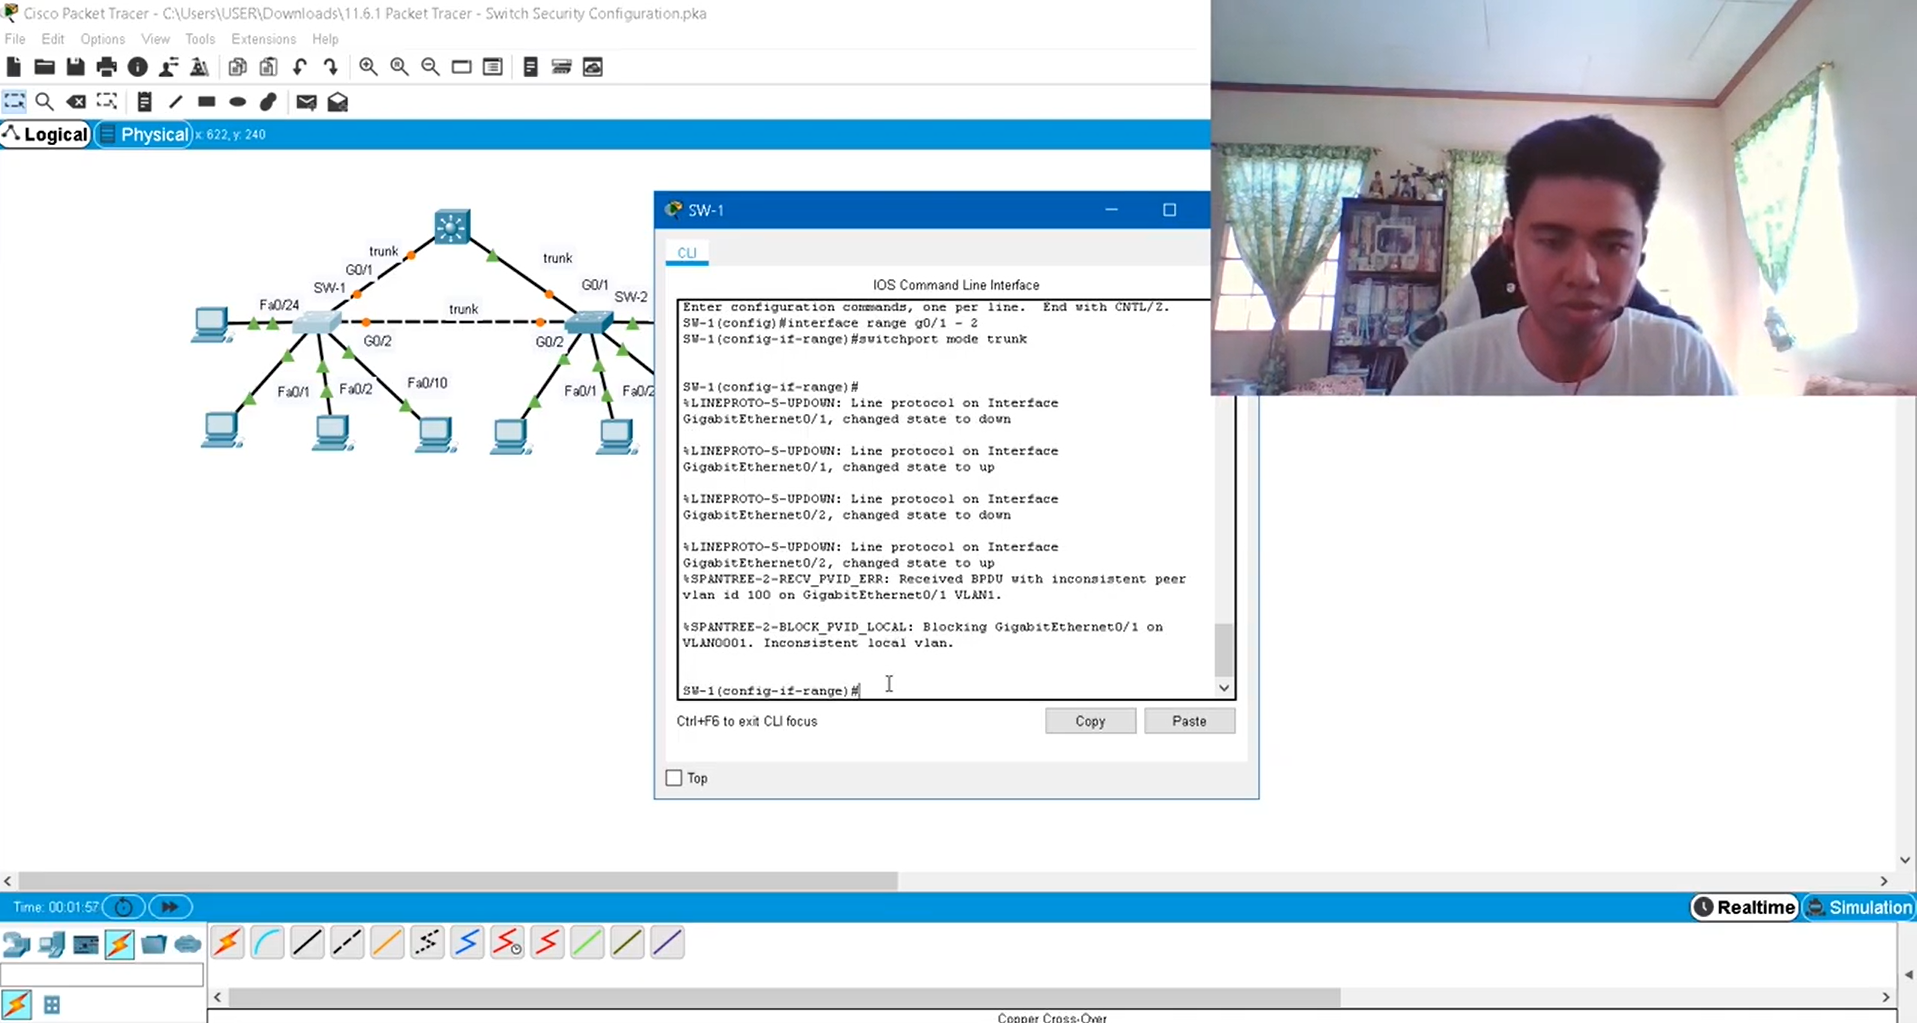 Cisco Packet Tracer - C:\Users\USER\Downloads\11.6.1 Packet Tracer - Switch Security Configuration.pka
File Edit Options View Tools Extensions Help
Logical Physical x: 622, y: 240
trunk
trunk
G0/1
G0/1
SW-1
SW-2
Fa0/24
trunk
G0/2
G0/2
Fa0/1
Fa0/2
Fa0/10
Fa0/1
Fa0/2
SW-1
CLI
IOS Command Line Interface
Enter configuration commands, one per line. End with CNTL/Z.
SW-1(config)#interface range g0/1 - 2
SW-1(config-if-range)#switchport mode trunk
SW-1(config-if-range)#
%LINEPROTO-5-UPDOWN: Line protocol on Interface
GigabitEthernet0/1, changed state to down
%LINEPROTO-5-UPDOWN: Line protocol on Interface
GigabitEthernet0/1, changed state to up
%LINEPROTO-5-UPDOWN: Line protocol on Interface
GigabitEthernet0/2, changed state to down
%LINEPROTO-5-UPDOWN: Line protocol on Interface
GigabitEthernet0/2, changed state to up
%SPANTREE-2-RECV_PVID_ERR: Received BPDU with inconsistent peer
vlan id 100 on GigabitEthernet0/1 VLAN1.
%SPANTREE-2-BLOCK_PVID_LOCAL: Blocking GigabitEthernet0/1 on
VLAN0001. Inconsistent local vlan.
SW-1(config-if-range)#
Ctrl+F6 to exit CLI focus
Copy
Paste
Top
Time: 00:01:57
Realtime
Simulation
Copper Cross-Over